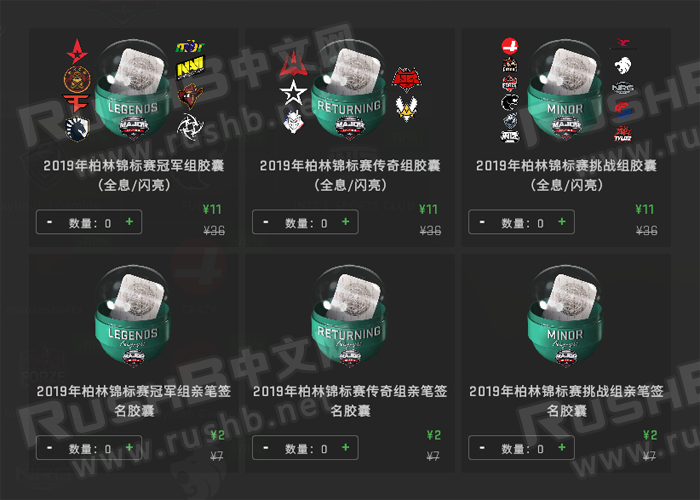 LEGENDS
MAJOR
RETURNING
MAJOR
MINOR
MAJOR
NRG
TYLOO
2019年柏林锦标赛冠军组胶囊
（全息/闪亮）
2019年柏林锦标赛传奇组胶囊
（全息/闪亮）
2019年柏林锦标赛挑战组胶囊
（全息/闪亮）
- 数量：0 +
¥11
¥36
- 数量：0 +
¥11
¥36
- 数量：0 +
¥11
¥36
LEGENDS
MAJOR
RETURNING
MAJOR
MINOR
MAJOR
2019年柏林锦标赛冠军组亲笔签
名胶囊
2019年柏林锦标赛传奇组亲笔签
名胶囊
2019年柏林锦标赛挑战组亲笔签
名胶囊
- 数量：0 +
¥2
¥7
- 数量：0 +
¥2
¥7
- 数量：0 +
¥2
¥7
RUSHB中文网
www.rushb.net